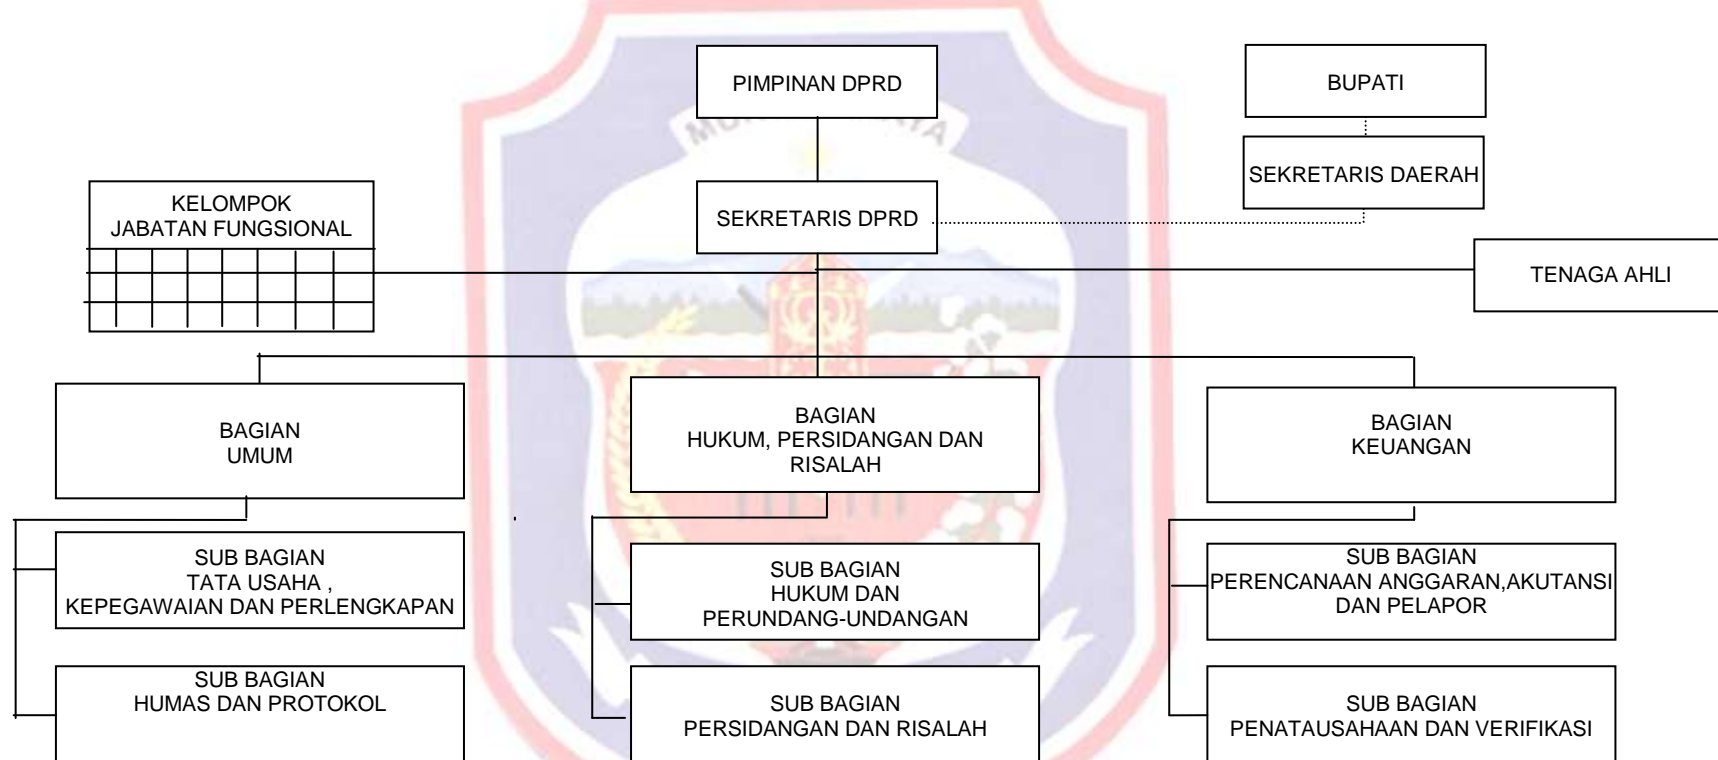 PIMPINAN DPRD
BUPATI
SEKRETARIS DAERAH
KELOMPOK
JABATAN FUNGSIONAL
SEKRETARIS DPRD
TENAGA AHLI
BAGIAN
UMUM
BAGIAN
HUKUM, PERSIDANGAN DAN
RISALAH
BAGIAN
KEUANGAN
SUB BAGIAN
TATA USAHA ,
KEPEGAWAIAN DAN PERLENGKAPAN
SUB BAGIAN
HUKUM DAN
PERUNDANG-UNDANGAN
SUB BAGIAN
PERENCANAAN ANGGARAN,AKUTANSI
DAN PELAPOR
SUB BAGIAN
HUMAS DAN PROTOKOL
SUB BAGIAN
PERSIDANGAN DAN RISALAH
SUB BAGIAN
PENATAUSAHAAN DAN VERIFIKASI